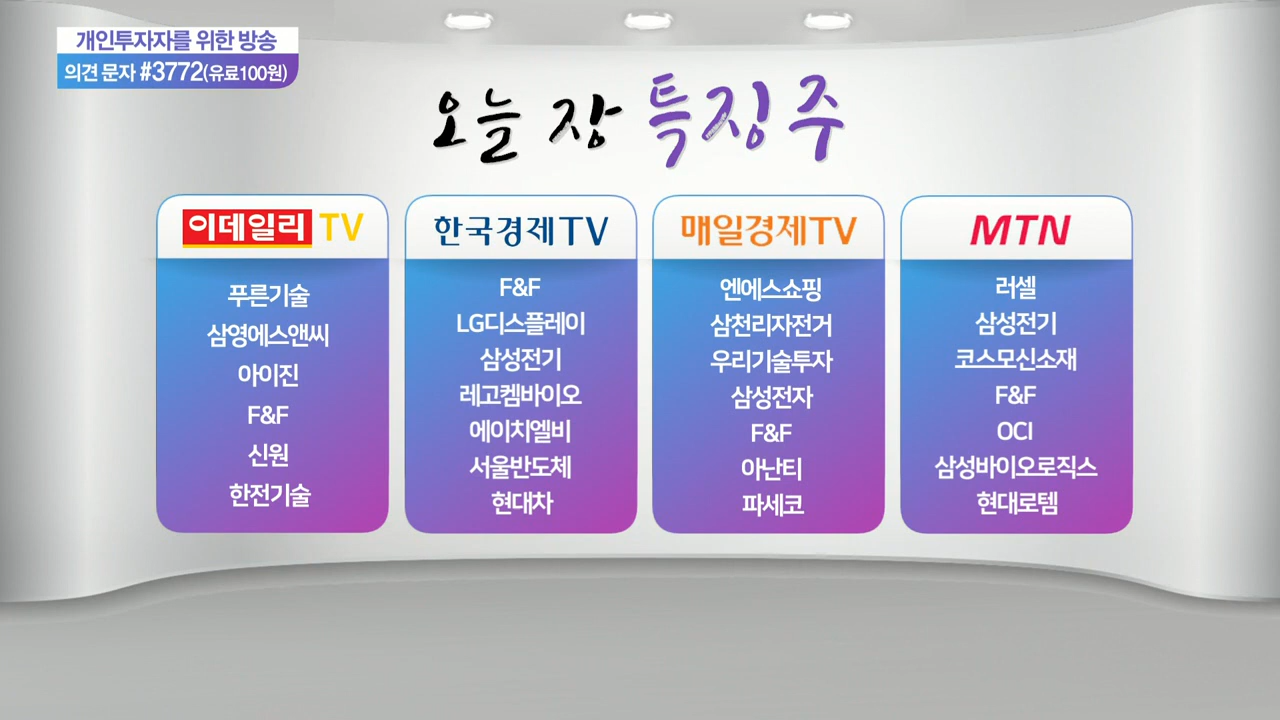 개인투자자를 위한 방송
의견 문자 #3772(유료100원)
오늘 장 특징주
이데일리 TV
푸른기술
삼영에스앤씨
아이진
F&F
신원
한전기술
한국경제TV
F&F
LG디스플레이
삼성전기
레고켐바이오
에이치엘비
서울반도체
현대차
매일경제TV
엔에스쇼핑
삼천리자전거
우리기술투자
삼성전자
F&F
아난티
파세코
MTN
러셀
삼성전기
코스모신소재
F&F
OCI
삼성바이오로직스
현대로템